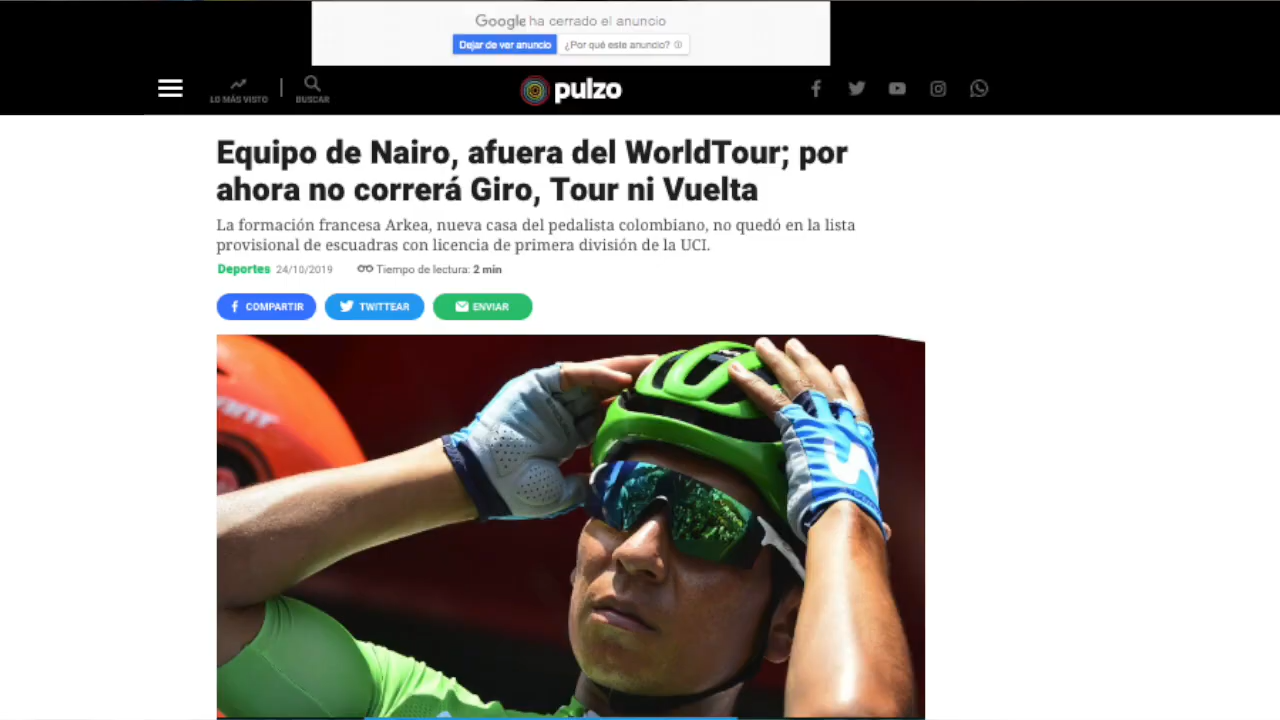 Google ha cerrado el anuncio
Dejar de ver anuncio ¿Por qué este anuncio?
LO MÁS VISTO BUSCAR pulzo
Equipo de Nairo, afuera del WorldTour; por
ahora no correrá Giro, Tour ni Vuelta
La formación francesa Arkea, nueva casa del pedalista colombiano, no quedó en la lista
provisional de escuadras con licencia de primera división de la UCI.
Deportes 24/10/2019 Tiempo de lectura: 2 min
COMPARTIR TWITTEAR ENVIAR